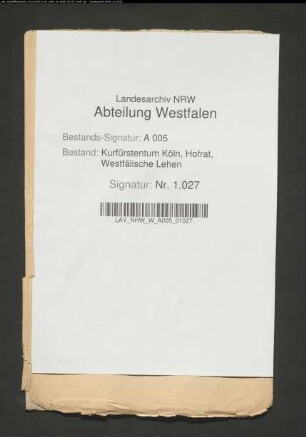 Landesarchiv NRW
Abteilung Westfalen
Bestands-Signatur: A 005
Bestand: Kurfürstentum Köln, Hofrat,
Westfälische Lehen
Signatur: Nr. 1.027
LAV_NRW_W_A005_01027